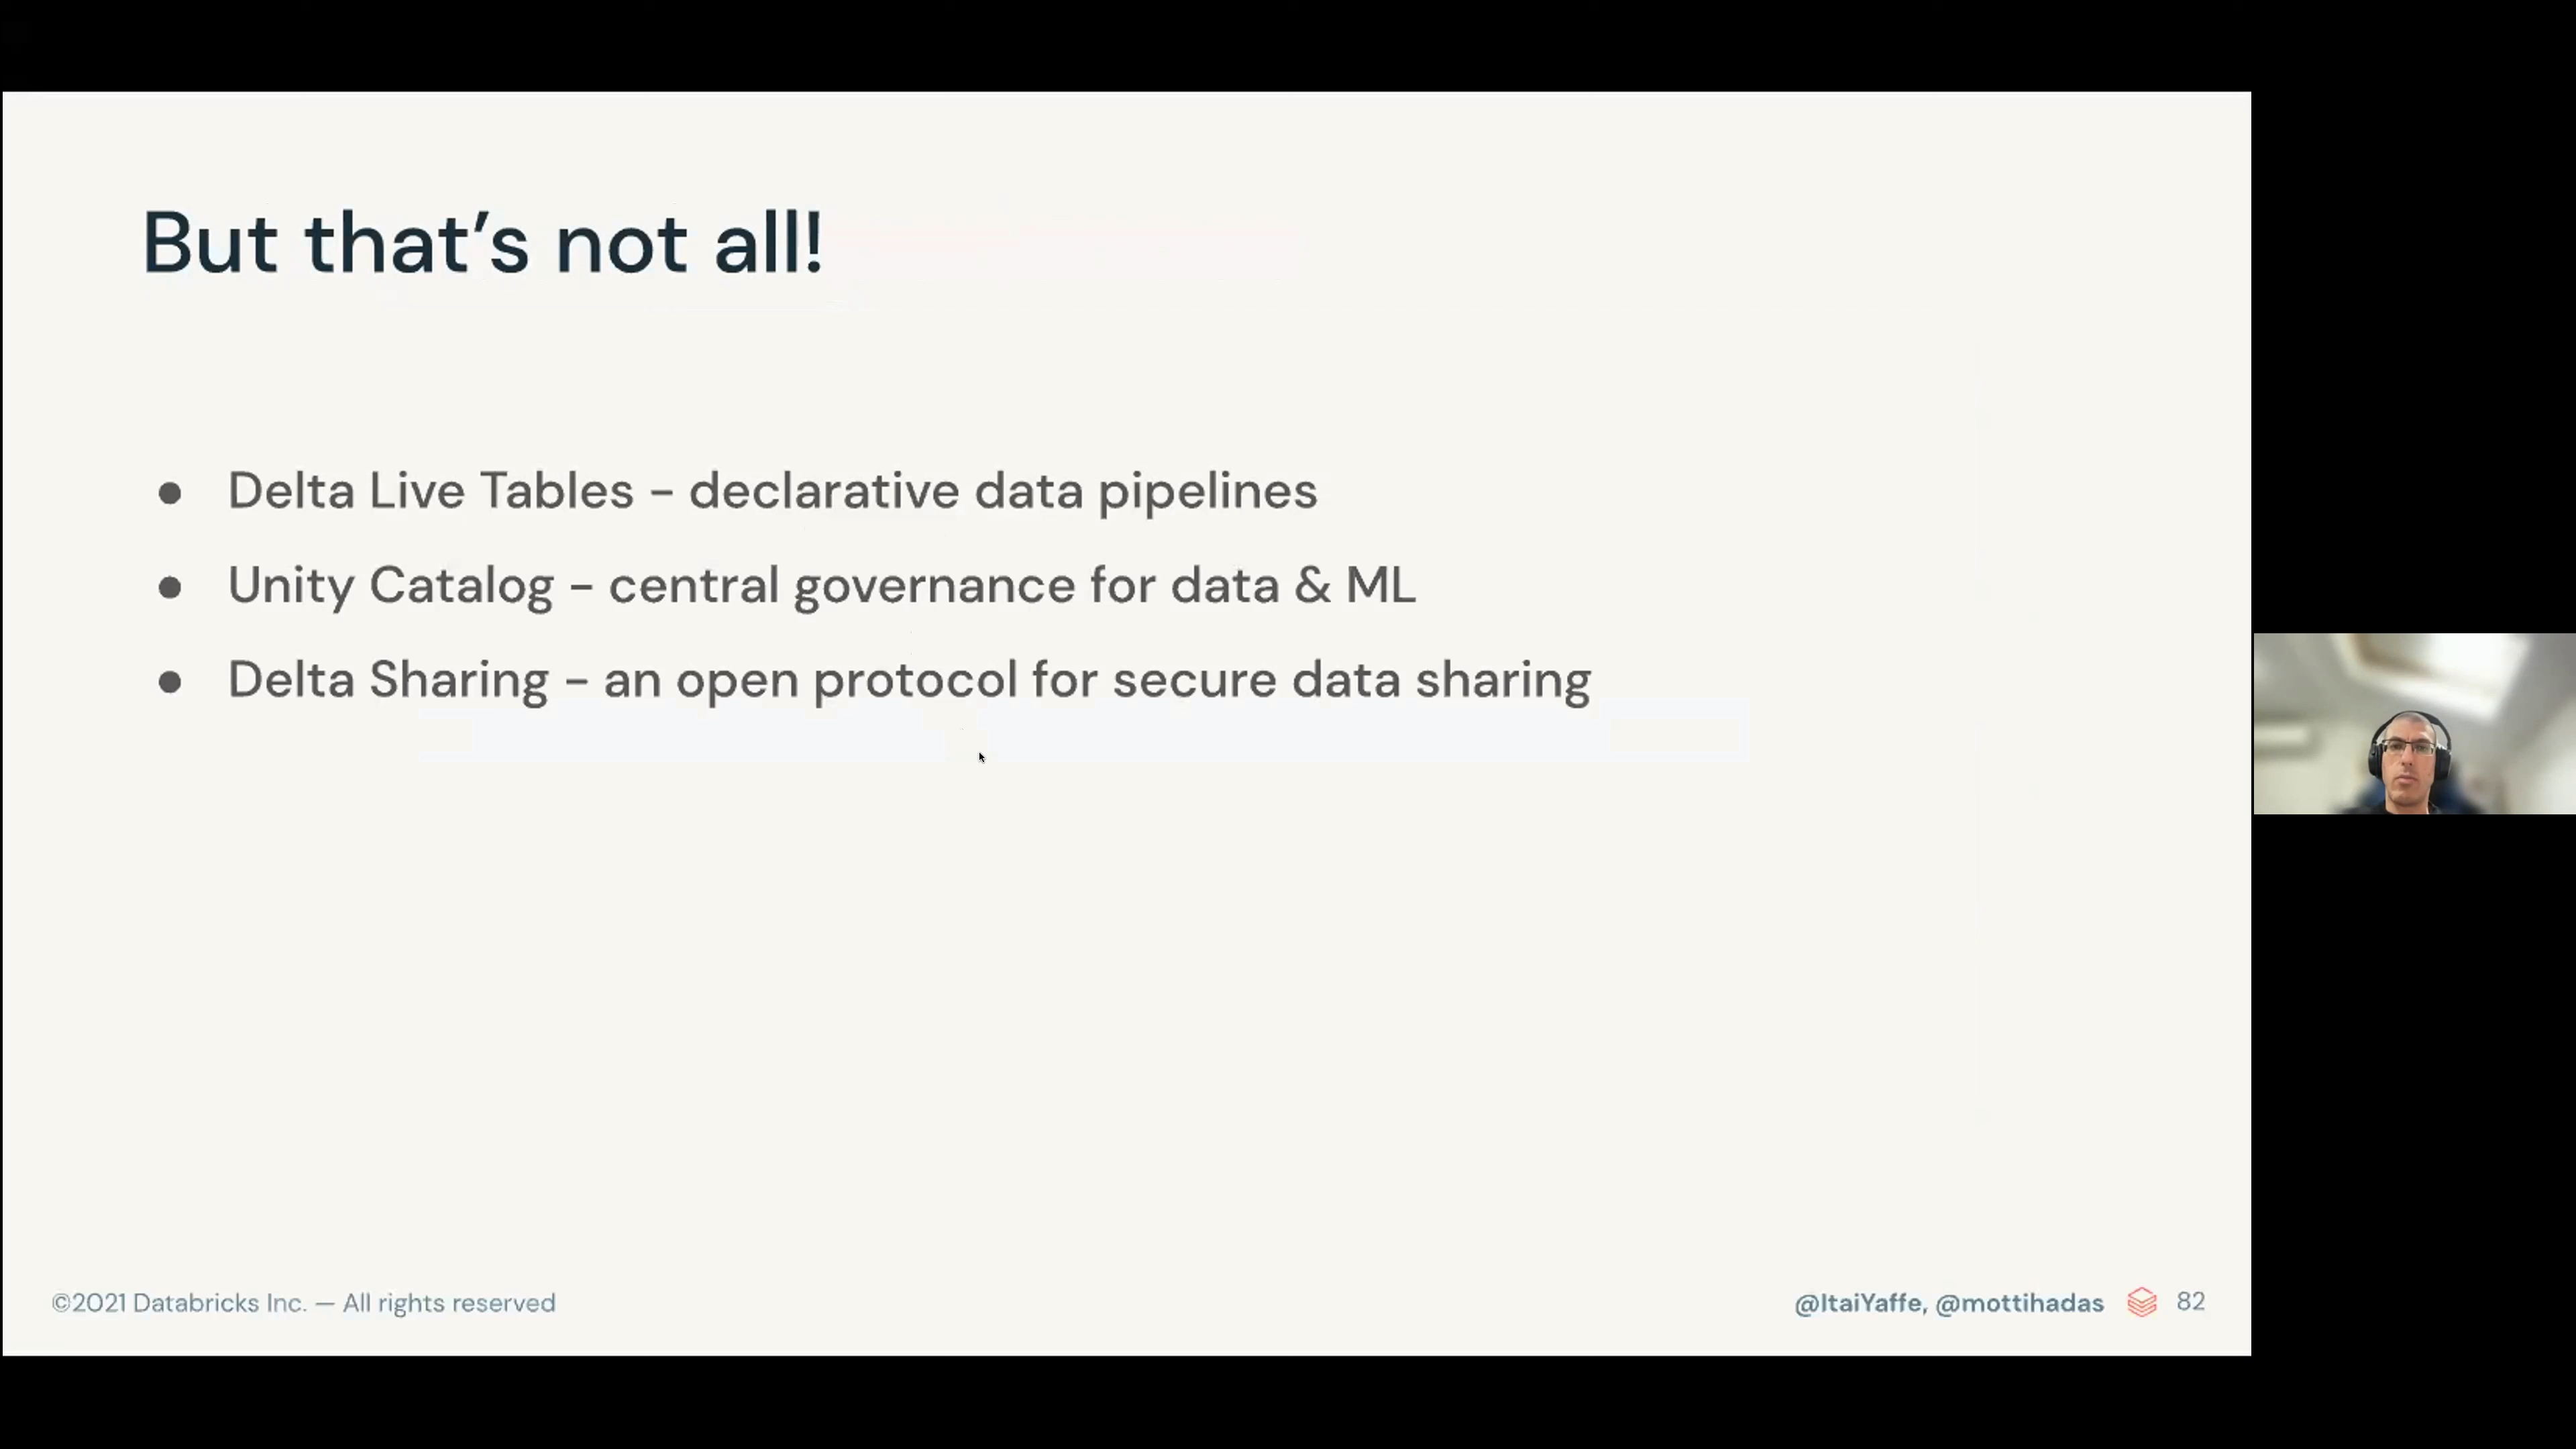 But that’s not all!
● Delta Live Tables - declarative data pipelines
● Unity Catalog - central governance for data & ML
● Delta Sharing - an open protocol for secure data sharing
©2021 Databricks Inc. — All rights reserved
@ItaiYaffe, @mottihadas 82